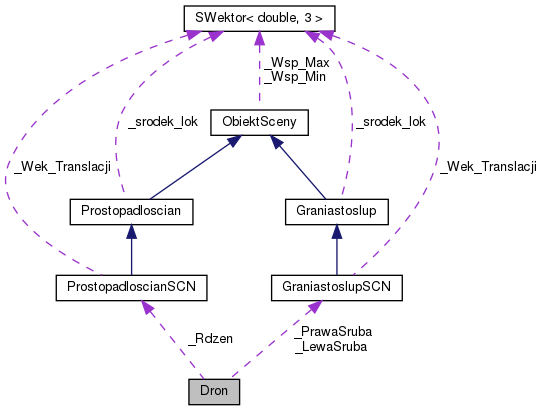 SWektor< double, 3 >
_Wsp_Max
_Wsp_Min
ObiektSceny
_srodek_lok
_srodek_lok
_Wek_Translacji
_Wek_Translacji
Prostopadloscian
Graniastoslup
ProstopadloscianSCN
GraniastoslupSCN
_Rdzen
_PrawaSruba
_LewaSruba
Dron